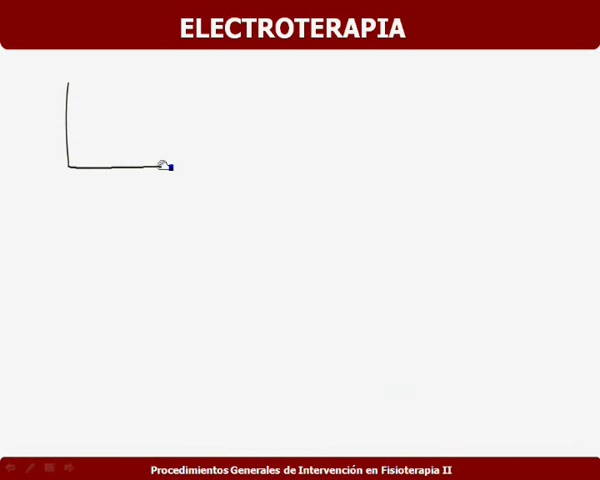 ELECTROTERAPIA
Procedimientos Generales de Intervención en Fisioterapia II